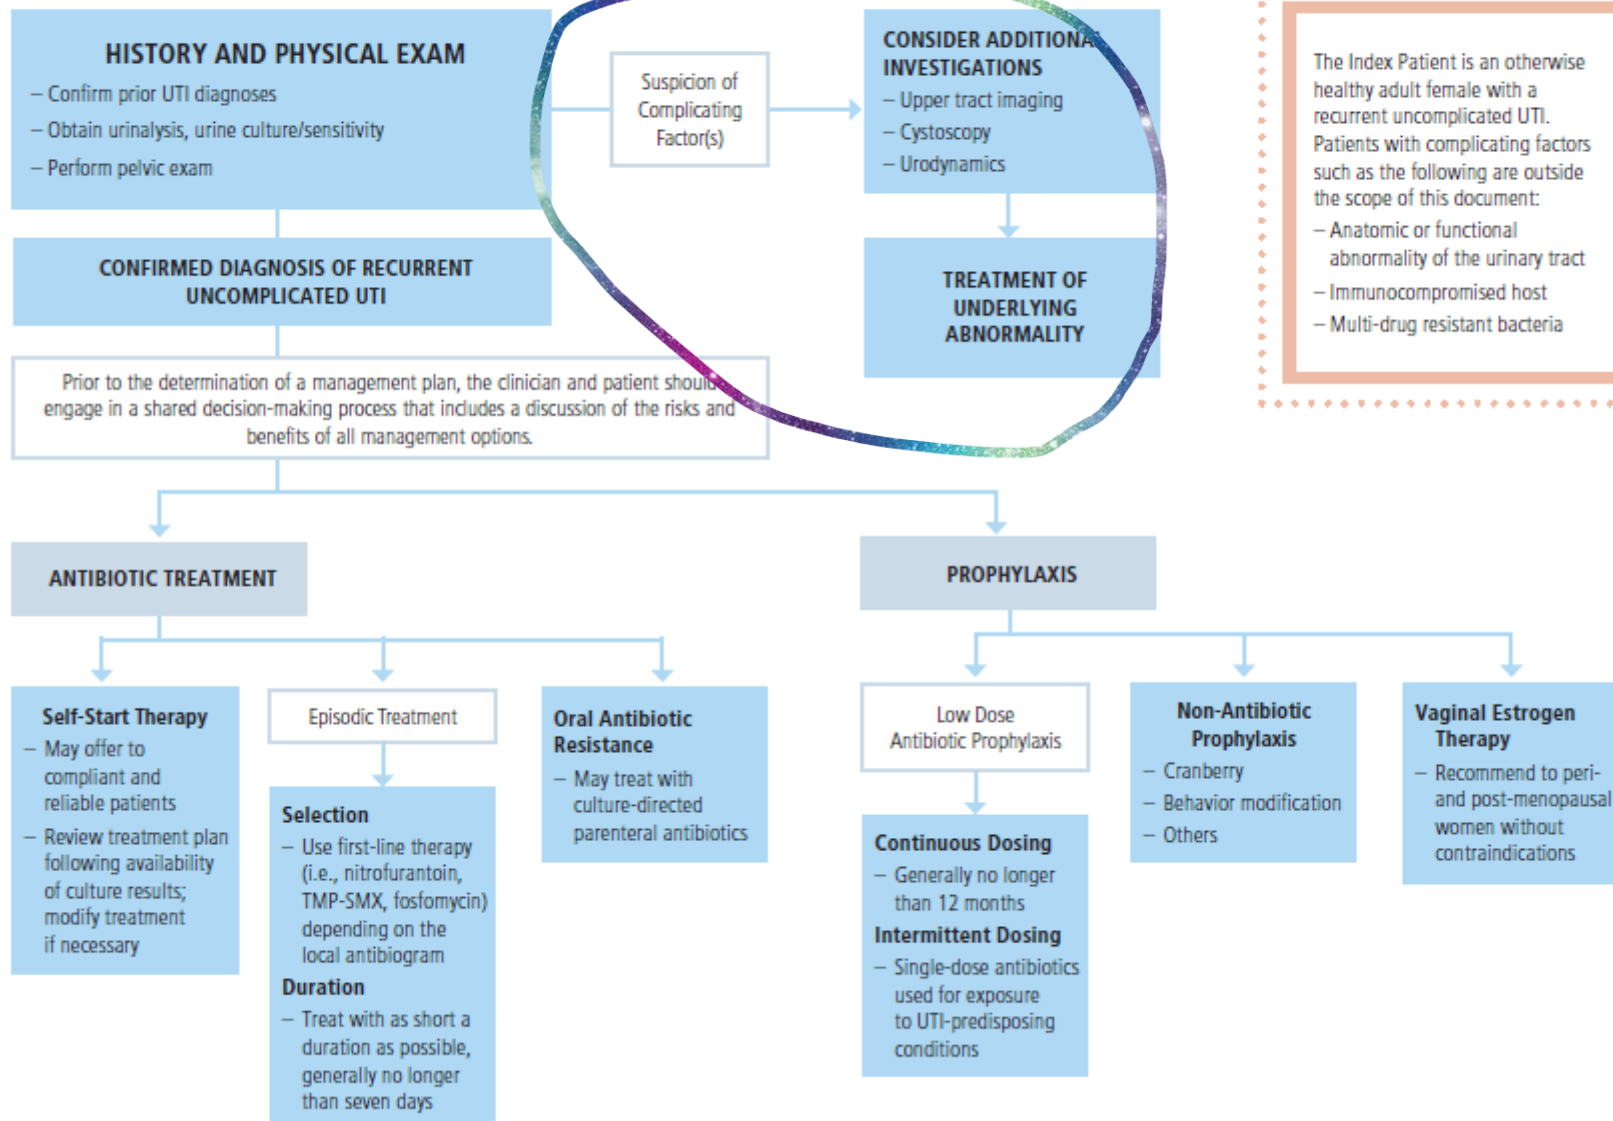 HISTORY AND PHYSICAL EXAM
– Confirm prior UTI diagnoses
– Obtain urinalysis, urine culture/sensitivity
– Perform pelvic exam
Suspicion of
Complicating
Factor(s)
CONSIDER ADDITIONAL
INVESTIGATIONS
– Upper tract imaging
– Cystoscopy
– Urodynamics
The Index Patient is an otherwise
healthy adult female with a
recurrent uncomplicated UTI.
Patients with complicating factors
such as the following are outside
the scope of this document:
– Anatomic or functional
abnormality of the urinary tract
– Immunocompromised host
– Multi-drug resistant bacteria
CONFIRMED DIAGNOSIS OF RECURRENT
UNCOMPLICATED UTI
TREATMENT OF
UNDERLYING
ABNORMALITY
Prior to the determination of a management plan, the clinician and patient should
engage in a shared decision-making process that includes a discussion of the risks and
benefits of all management options.
ANTIBIOTIC TREATMENT
PROPHYLAXIS
Self-Start Therapy
– May offer to
compliant and
reliable patients
– Review treatment plan
following availability
of culture results;
modify treatment
if necessary
Episodic Treatment
Selection
– Use first-line therapy
(i.e., nitrofurantoin,
TMP-SMX, fosfomycin)
depending on the
local antibiogram
Duration
– Treat with as short a
duration as possible,
generally no longer
than seven days
Oral Antibiotic
Resistance
– May treat with
culture-directed
parenteral antibiotics
Low Dose
Antibiotic Prophylaxis
Continuous Dosing
– Generally no longer
than 12 months
Intermittent Dosing
– Single-dose antibiotics
used for exposure
to UTI-predisposing
conditions
Non-Antibiotic
Prophylaxis
– Cranberry
– Behavior modification
– Others
Vaginal Estrogen
Therapy
– Recommend to peri-
and post-menopausal
women without
contraindications